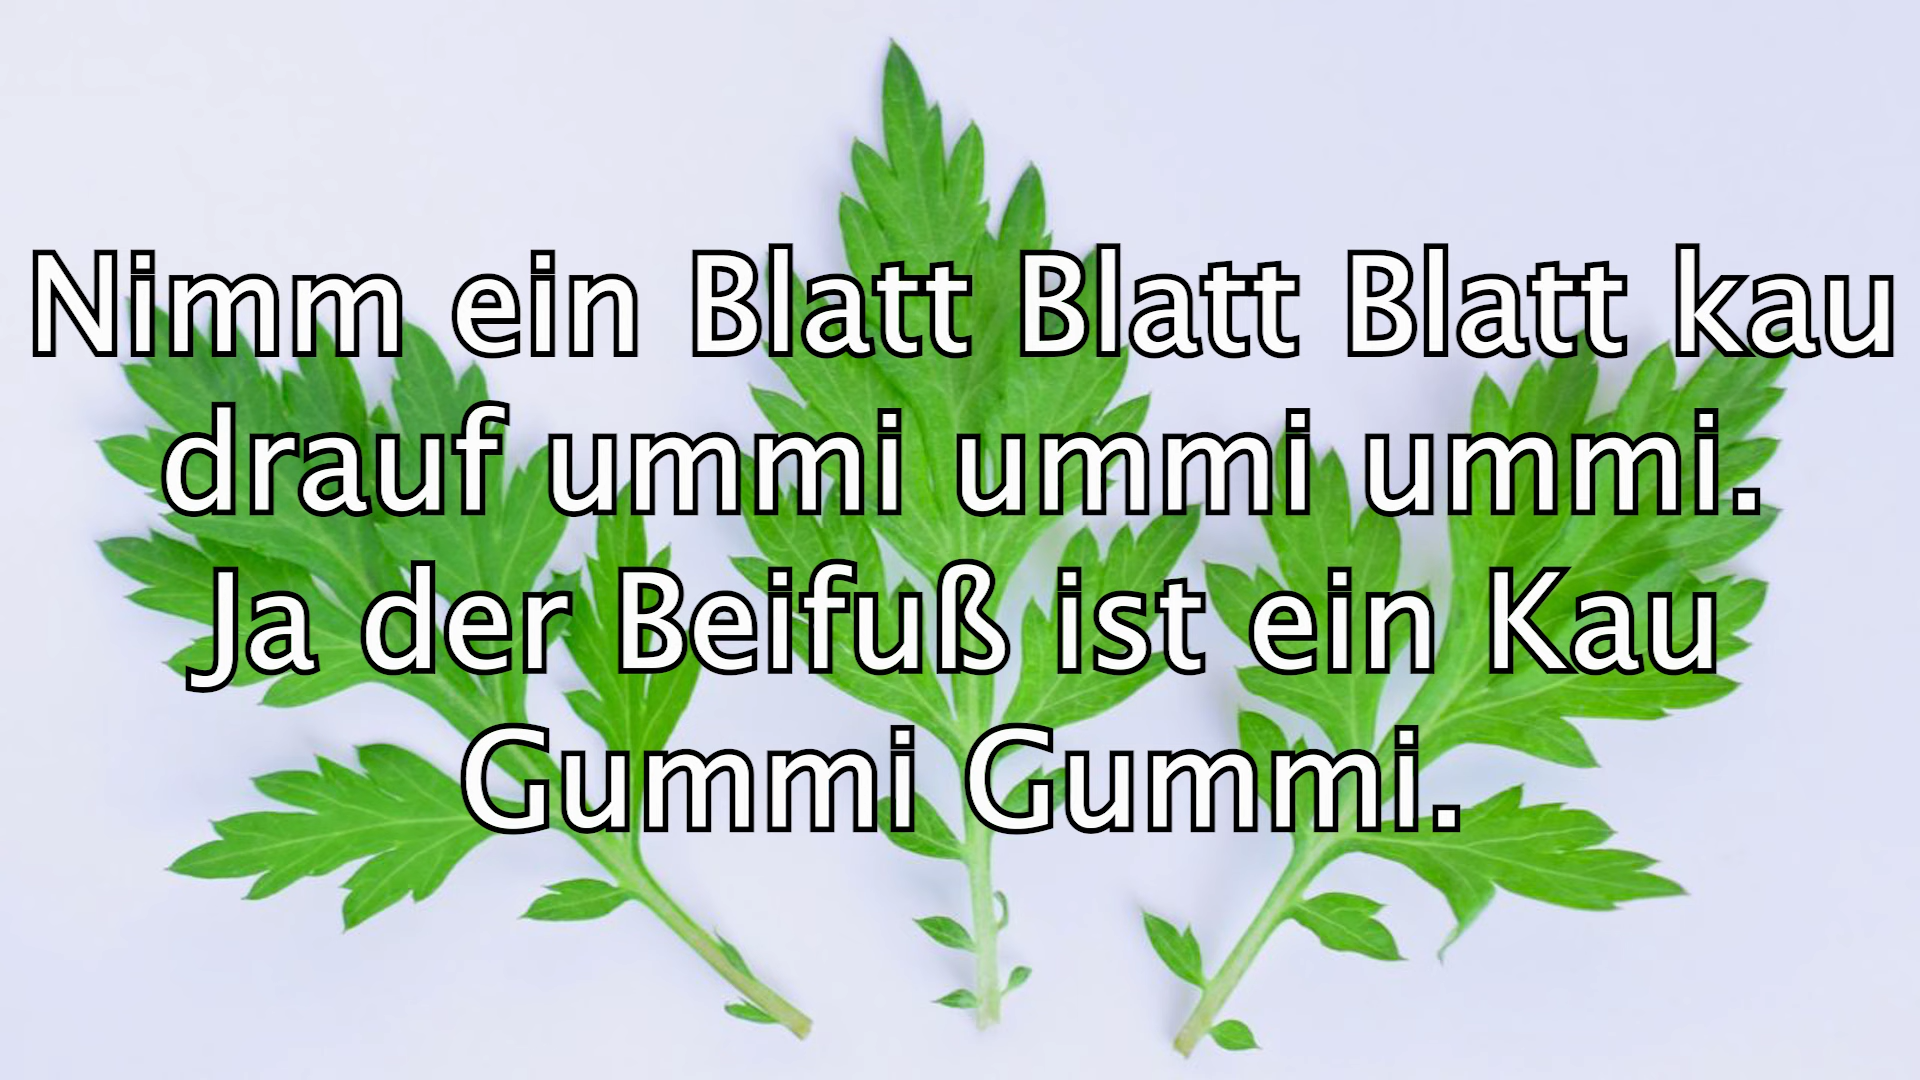 Nimm ein Blatt Blatt Blatt kau
drauf ummi ummi ummi.
Ja der Beifuß ist ein Kau
Gummi Gummi.